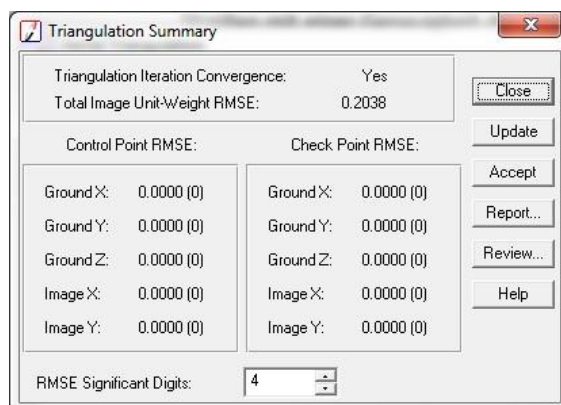 Triangulation Summary
Triangulation Iteration Convergence: Yes
Total Image Unit-Weight RMSE: 0.2038
Control Point RMSE: Check Point RMSE:
Ground X: 0.0000 (0) Ground X: 0.0000 (0)
Ground Y: 0.0000 (0) Ground Y: 0.0000 (0)
Ground Z: 0.0000 (0) Ground Z: 0.0000 (0)
Image X: 0.0000 (0) Image X: 0.0000 (0)
Image Y: 0.0000 (0) Image Y: 0.0000 (0)
RMSE Significant Digits: 4
Close
Update
Accept
Report...
Review...
Help